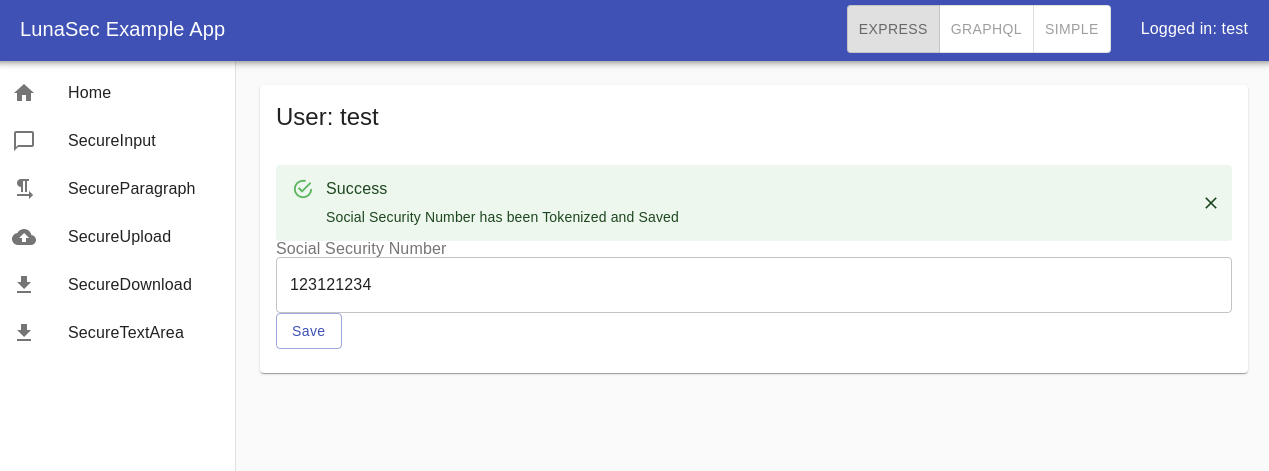 LunaSec Example App
EXPRESS GRAPHQL SIMPLE
Logged in: test
Home
SecureInput
SecureParagraph
SecureUpload
SecureDownload
SecureTextArea
User: test
Success
Social Security Number has been Tokenized and Saved
Social Security Number
123121234
Save